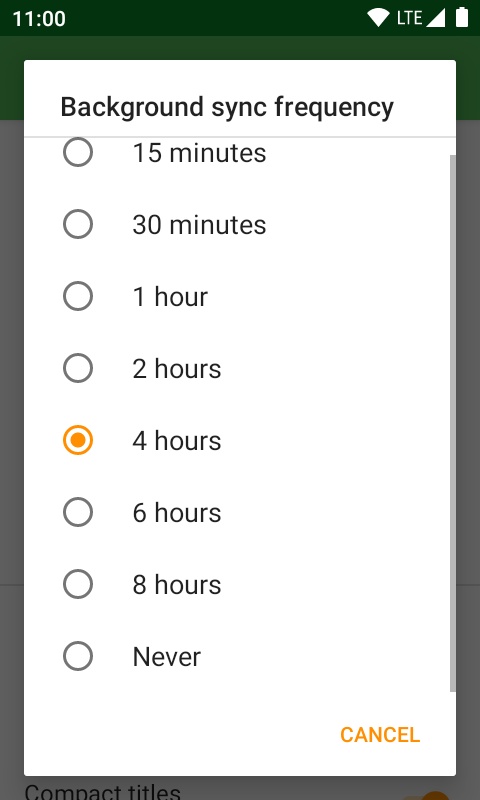 11:00
LTE
Background sync frequency
15 minutes
30 minutes
1 hour
2 hours
4 hours
6 hours
8 hours
Never
CANCEL
Compact titles